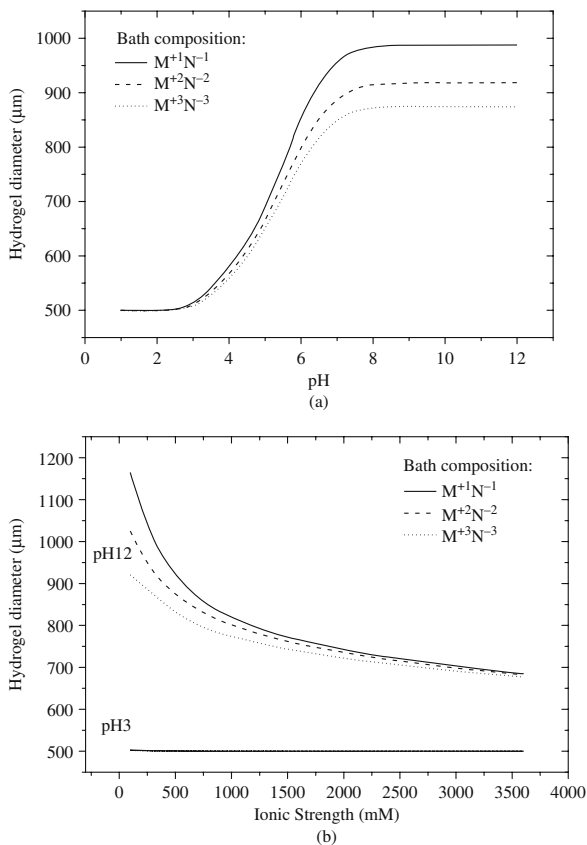 1000
900
800
700
600
500
Hydrogel diameter (μm)
Bath composition:
M+1N−1
M+2N−2
M+3N−3
0 2 4 6 8 10 12
pH
(a)
1200
1100
1000
900
800
700
600
500
Hydrogel diameter (μm)
Bath composition:
M+1N−1
M+2N−2
M+3N−3
pH12
pH3
0 500 1000 1500 2000 2500 3000 3500 4000
Ionic Strength (mM)
(b)